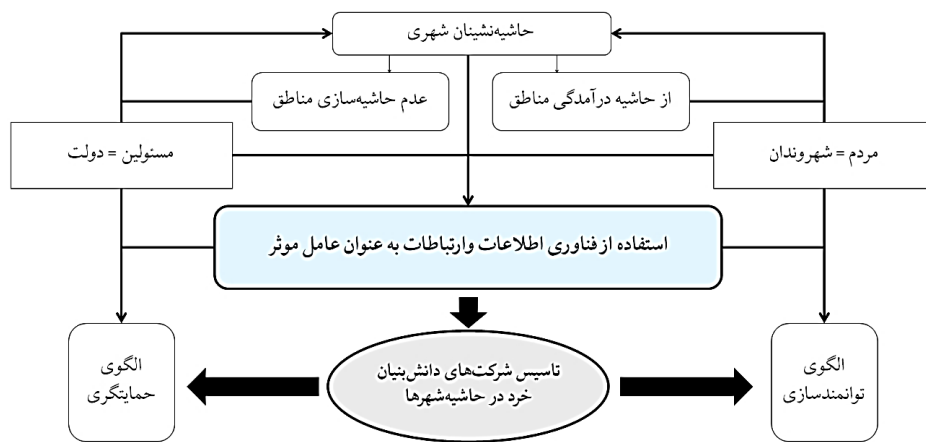 حاشیه‌نشینان شهری
از حاشیه درآمدگی مناطق
عدم حاشیه‌سازی مناطق
مردم = شهروندان
مسئولین = دولت
استفاده از فناوری اطلاعات وارتباطات به عنوان عامل موثر
الگوی
توانمندسازی
تاسیس شرکت‌های دانش‌بنیان
خرد در حاشیه‌شهرها
الگوی
حمایتگری